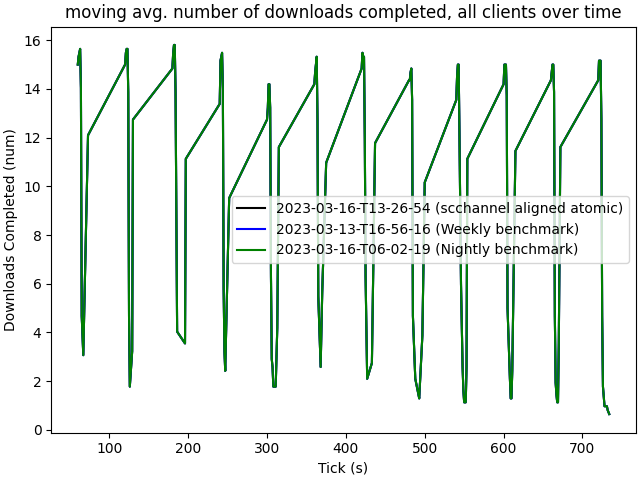 moving avg. number of downloads completed, all clients over time
16
14
12
10
8
6
4
2
0
Downloads Completed (num)
2023-03-16-T13-26-54 (scchannel aligned atomic)
2023-03-13-T16-56-16 (Weekly benchmark)
2023-03-16-T06-02-19 (Nightly benchmark)
100 200 300 400 500 600 700
Tick (s)